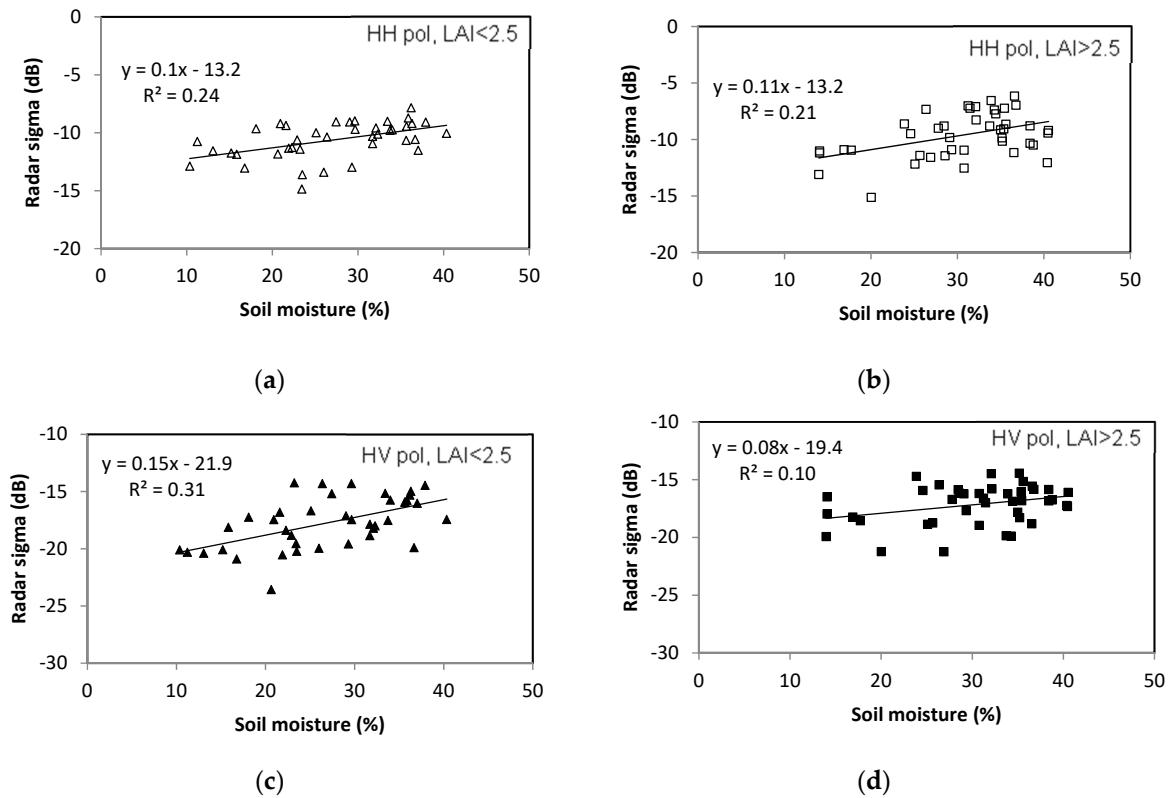 0
-5
-10
-15
-20
Radar sigma (dB)
HH pol, LAI<2.5
y = 0.1x - 13.2
R² = 0.24
0 10 20 30 40 50
Soil moisture (%)
(a)
0
-5
-10
-15
-20
Radar sigma (dB)
HH pol, LAI>2.5
y = 0.11x - 13.2
R² = 0.21
0 10 20 30 40 50
Soil moisture (%)
(b)
-10
-15
-20
-25
-30
Radar sigma (dB)
HV pol, LAI<2.5
y = 0.15x - 21.9
R² = 0.31
0 10 20 30 40 50
Soil moisture (%)
(c)
-10
-15
-20
-25
-30
Radar sigma (dB)
HV pol, LAI>2.5
y = 0.08x - 19.4
R² = 0.10
0 10 20 30 40 50
Soil moisture (%)
(d)